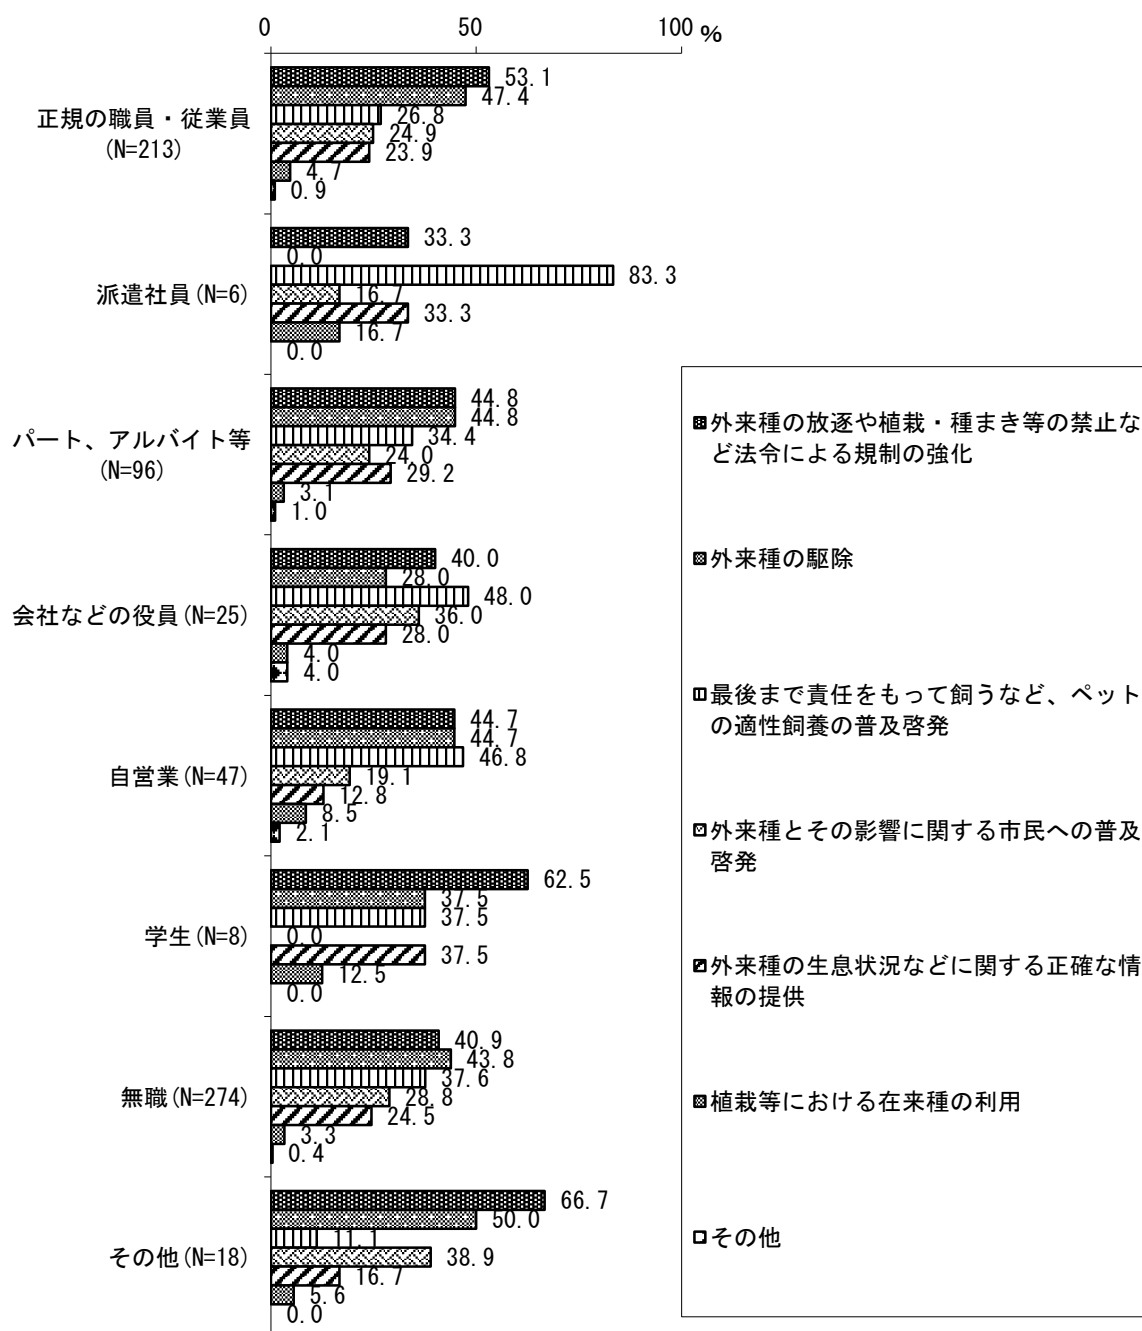 0 50 100 %
正規の職員・従業員
(N=213)
53.1
47.4
26.8
24.9
23.9
4.7
0.9
派遣社員(N=6)
33.3
0.0
83.3
16.7
33.3
16.7
0.0
パート、アルバイト等
(N=96)
44.8
44.8
34.4
24.0
29.2
3.1
1.0
会社などの役員(N=25)
40.0
28.0
48.0
36.0
28.0
4.0
4.0
自営業(N=47)
44.7
44.7
46.8
19.1
12.8
8.5
2.1
学生(N=8)
62.5
37.5
37.5
0.0
37.5
12.5
0.0
無職(N=274)
40.9
43.8
37.6
28.8
24.5
3.3
0.4
その他(N=18)
66.7
50.0
11.1
38.9
16.7
5.6
0.0
外来種の放逐や植栽・種まき等の禁止な
ど法令による規制の強化
外来種の駆除
最後まで責任をもって飼うなど、ペット
の適性飼養の普及啓発
外来種とその影響に関する市民への普及
啓発
外来種の生息状況などに関する正確な情
報の提供
植栽等における在来種の利用
その他